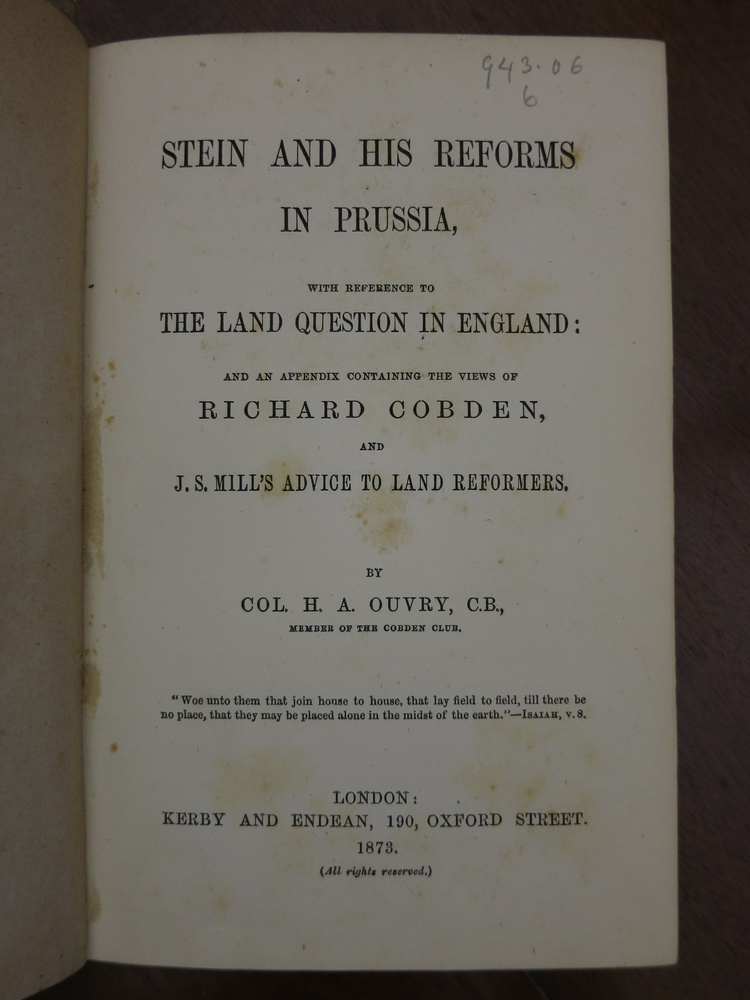 943.06
6
STEIN AND HIS REFORMS
IN PRUSSIA,
WITH REFERENCE TO
THE LAND QUESTION IN ENGLAND:
AND AN APPENDIX CONTAINING THE VIEWS OF
RICHARD COBDEN,
AND
J. S. MILL'S ADVICE TO LAND REFORMERS.
BY
COL. H. A. OUVRY, C.B.,
MEMBER OF THE COBDEN CLUB.
"Woe unto them that join house to house, that lay field to field, till there be
no place, that they may be placed alone in the midst of the earth."—ISAIAH, v. 8.
LONDON:
KERBY AND ENDEAN, 190, OXFORD STREET.
1873.
(All rights reserved.)